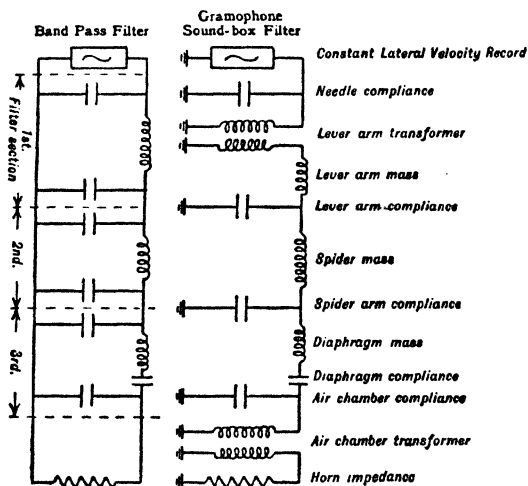 Band Pass Filter
Gramophone
Sound-box Filter
Constant Lateral Velocity Record
Needle compliance
Lever arm transformer
Lever arm mass
Lever arm compliance
Spider mass
Spider arm compliance
Diaphragm mass
Diaphragm compliance
Air chamber compliance
Air chamber transformer
Horn impedance
1st.
Filter section
2nd.
3rd.